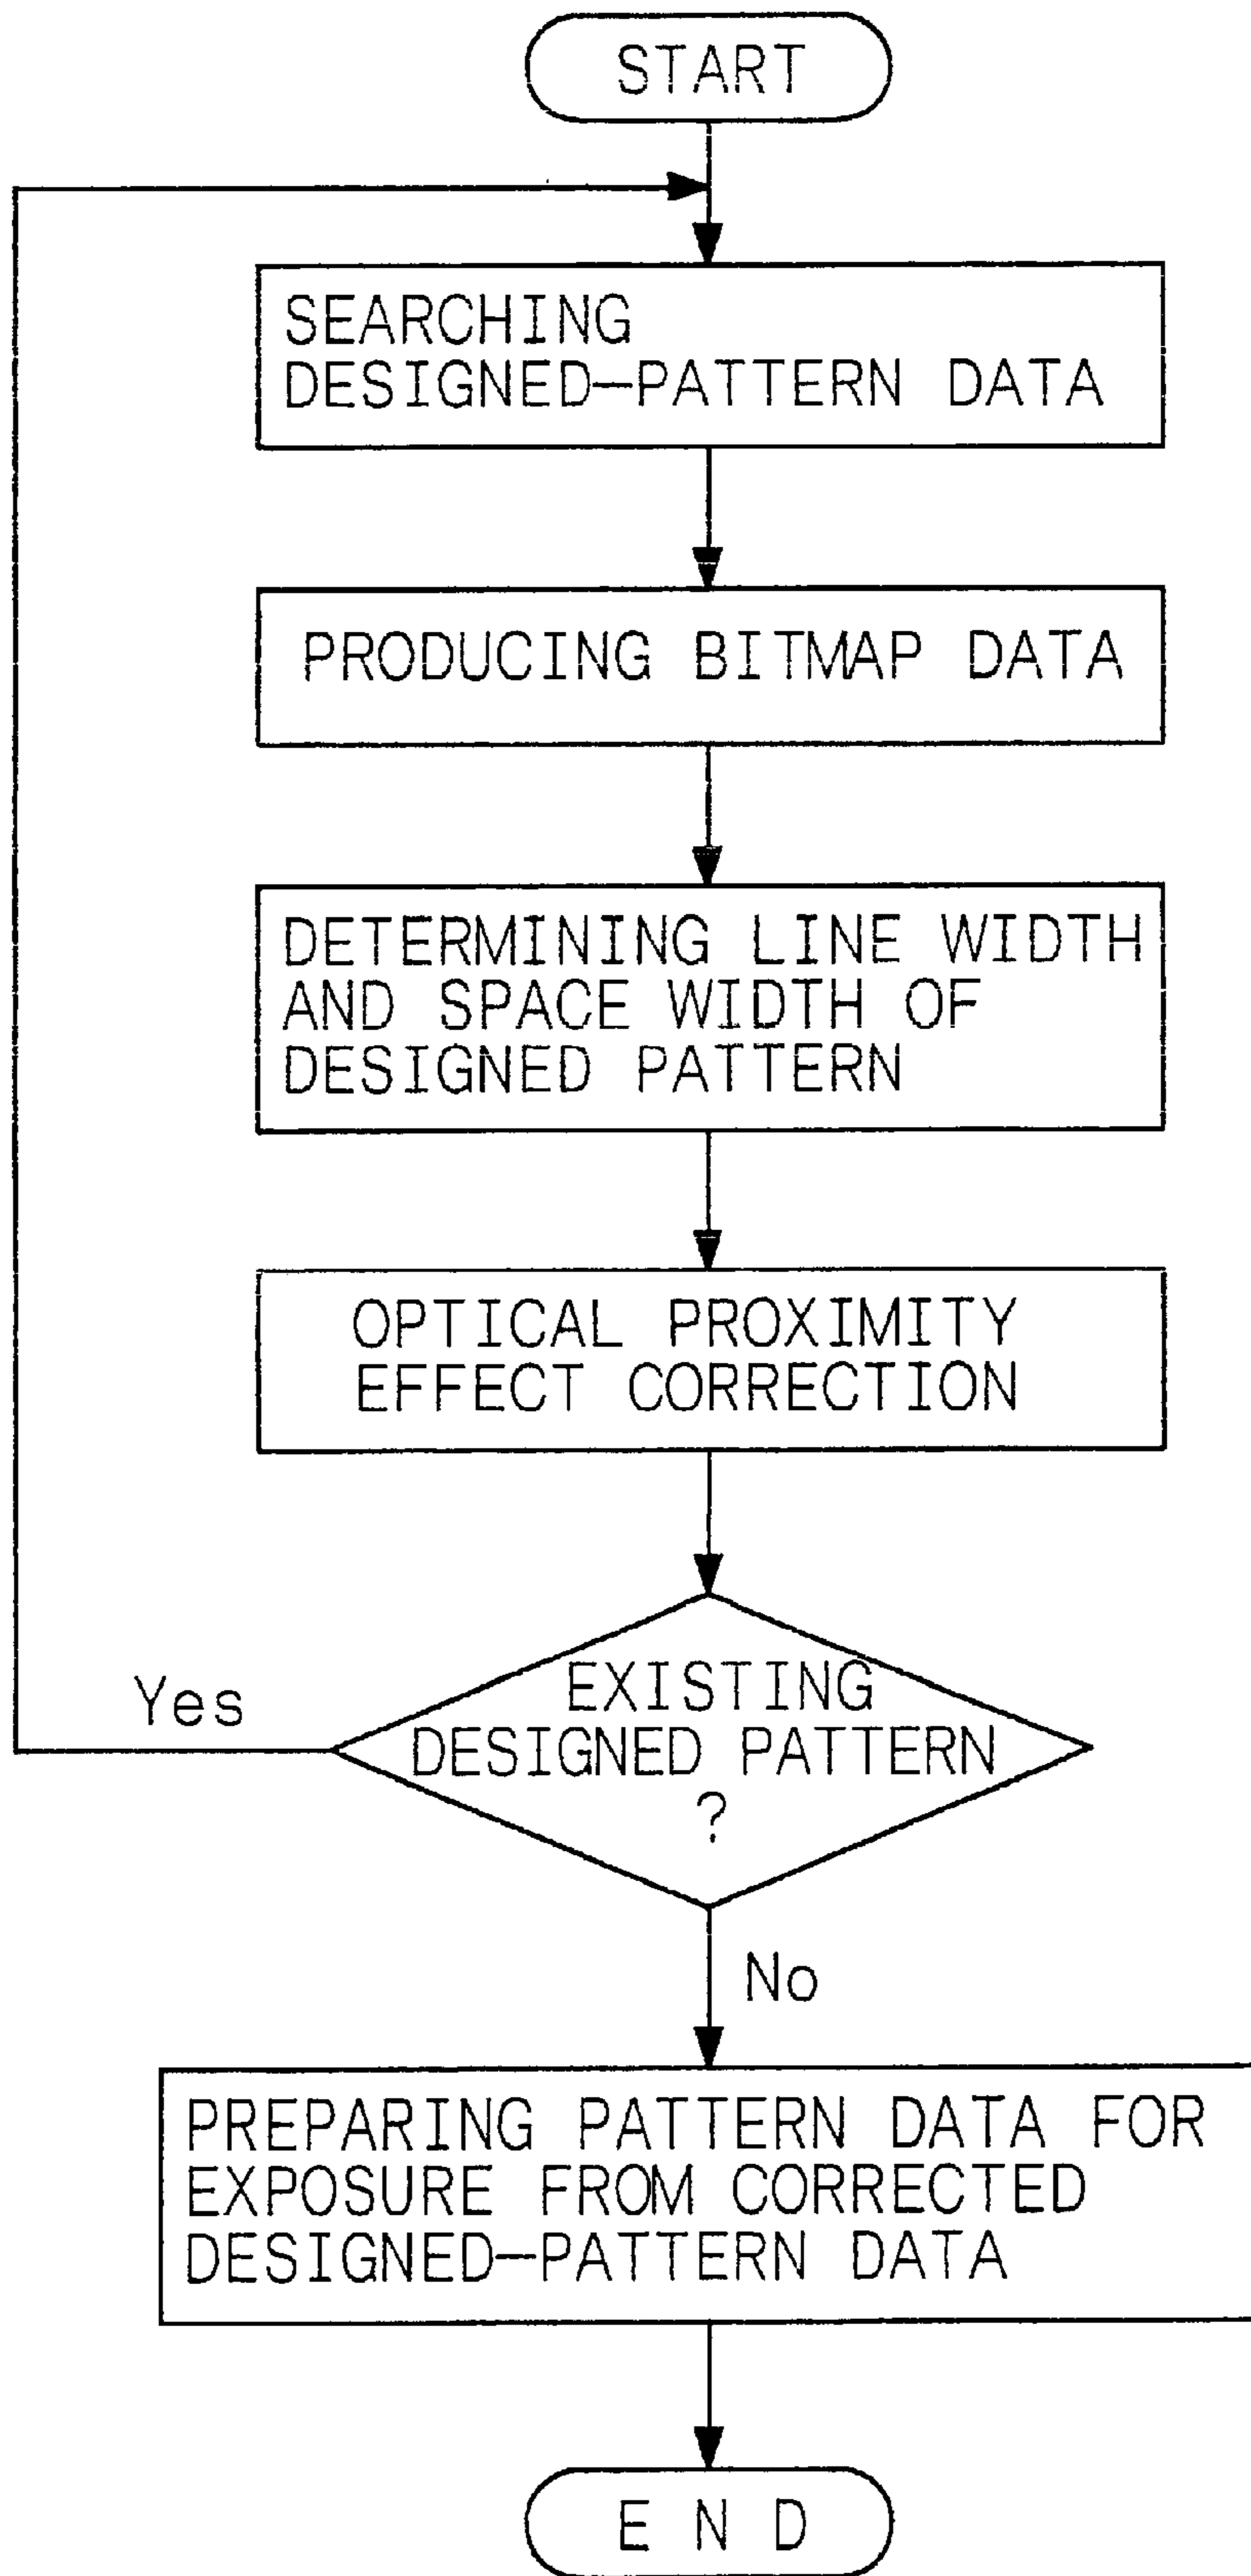 START
SEARCHING
DESIGNED-PATTERN DATA
PRODUCING BITMAP DATA
DETERMINING LINE WIDTH
AND SPACE WIDTH OF
DESIGNED PATTERN
OPTICAL PROXIMITY
EFFECT CORRECTION
EXISTING
DESIGNED PATTERN
?
Yes
No
PREPARING PATTERN DATA FOR
EXPOSURE FROM CORRECTED
DESIGNED-PATTERN DATA
E N D